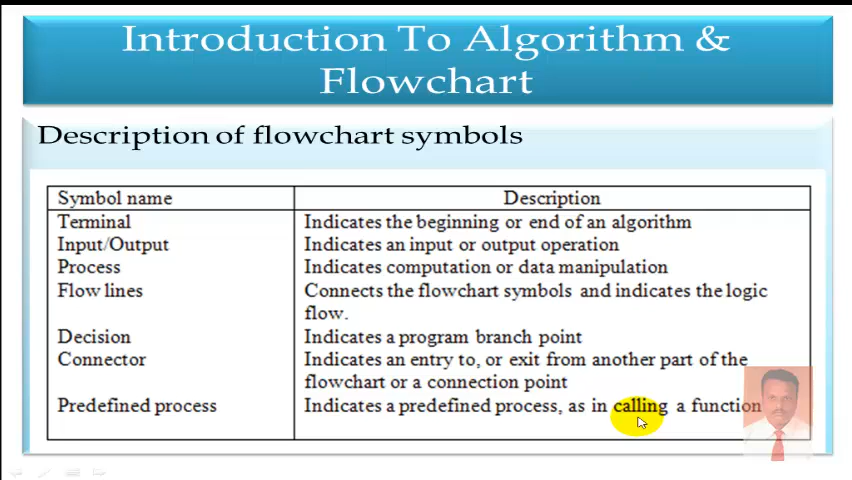 Introduction To Algorithm &
Flowchart
Description of flowchart symbols
Symbol name Description
Terminal Indicates the beginning or end of an algorithm
Input/Output Indicates an input or output operation
Process Indicates computation or data manipulation
Flow lines Connects the flowchart symbols and indicates the logic
flow.
Decision Indicates a program branch point
Connector Indicates an entry to, or exit from another part of the
flowchart or a connection point
Predefined process Indicates a predefined process, as in calling a function